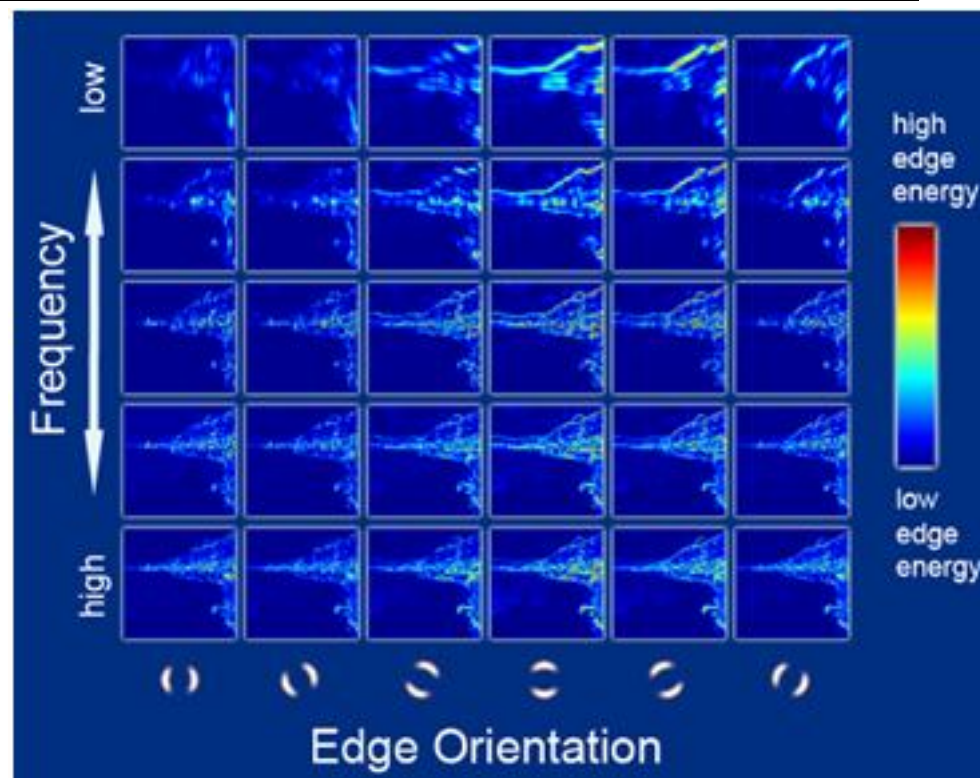 low
Frequency
high
high
edge
energy
low
edge
energy
Edge Orientation